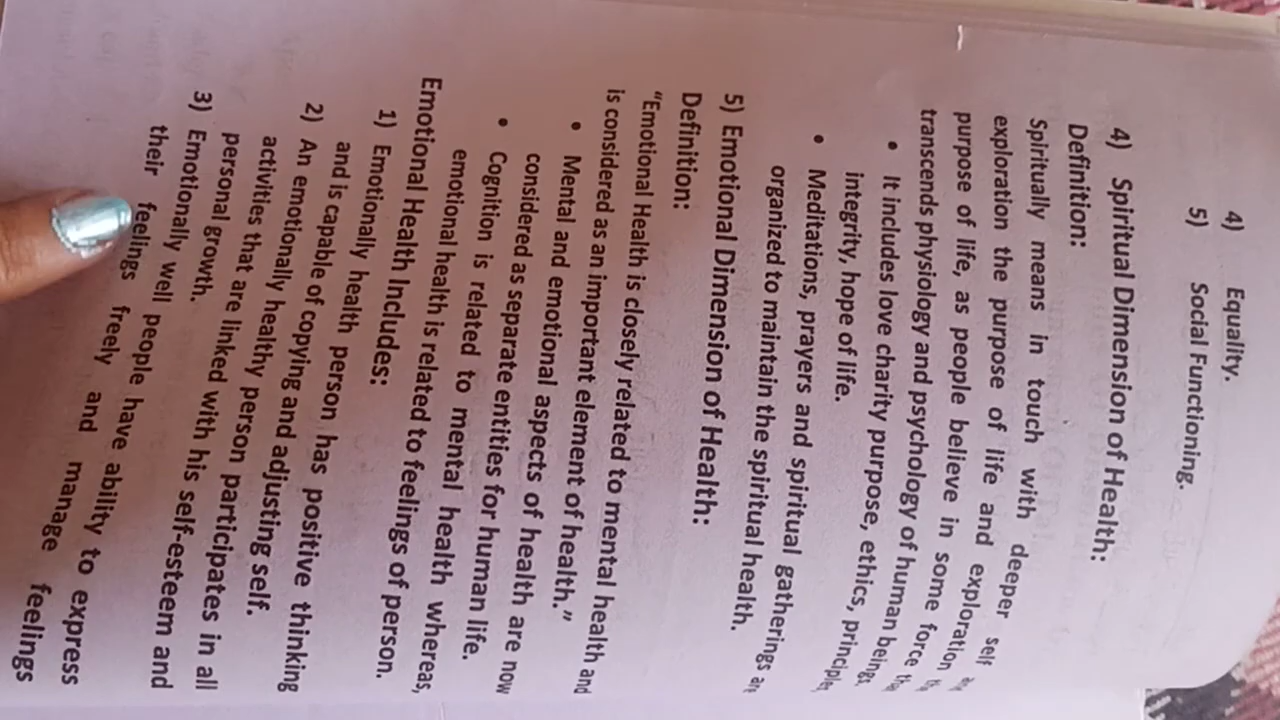 4) Equality.
5) Social Functioning.
4) Spiritual Dimension of Health:
Definition:
Spiritually means in touch with deeper self
exploration the purpose of life and exploration
purpose of life, as people believe in some force
transcends physiology and psychology of human beings
• It includes love charity purpose, ethics, principles
integrity, hope of life.
• Meditations, prayers and spiritual gatherings are
organized to maintain the spiritual health.
5) Emotional Dimension of Health:
Definition:
“Emotional Health is closely related to mental health and
is considered as an important element of health.”
• Mental and emotional aspects of health are now
considered as separate entities for human life.
• Cognition is related to mental health whereas,
emotional health is related to feelings of person.
Emotional Health Includes:
1) Emotionally health person has positive thinking
and is capable of copying and adjusting self.
2) An emotionally healthy person participates in all
activities that are linked with his self-esteem and
personal growth.
3) Emotionally well people have ability to express
their feelings freely and manage feelings